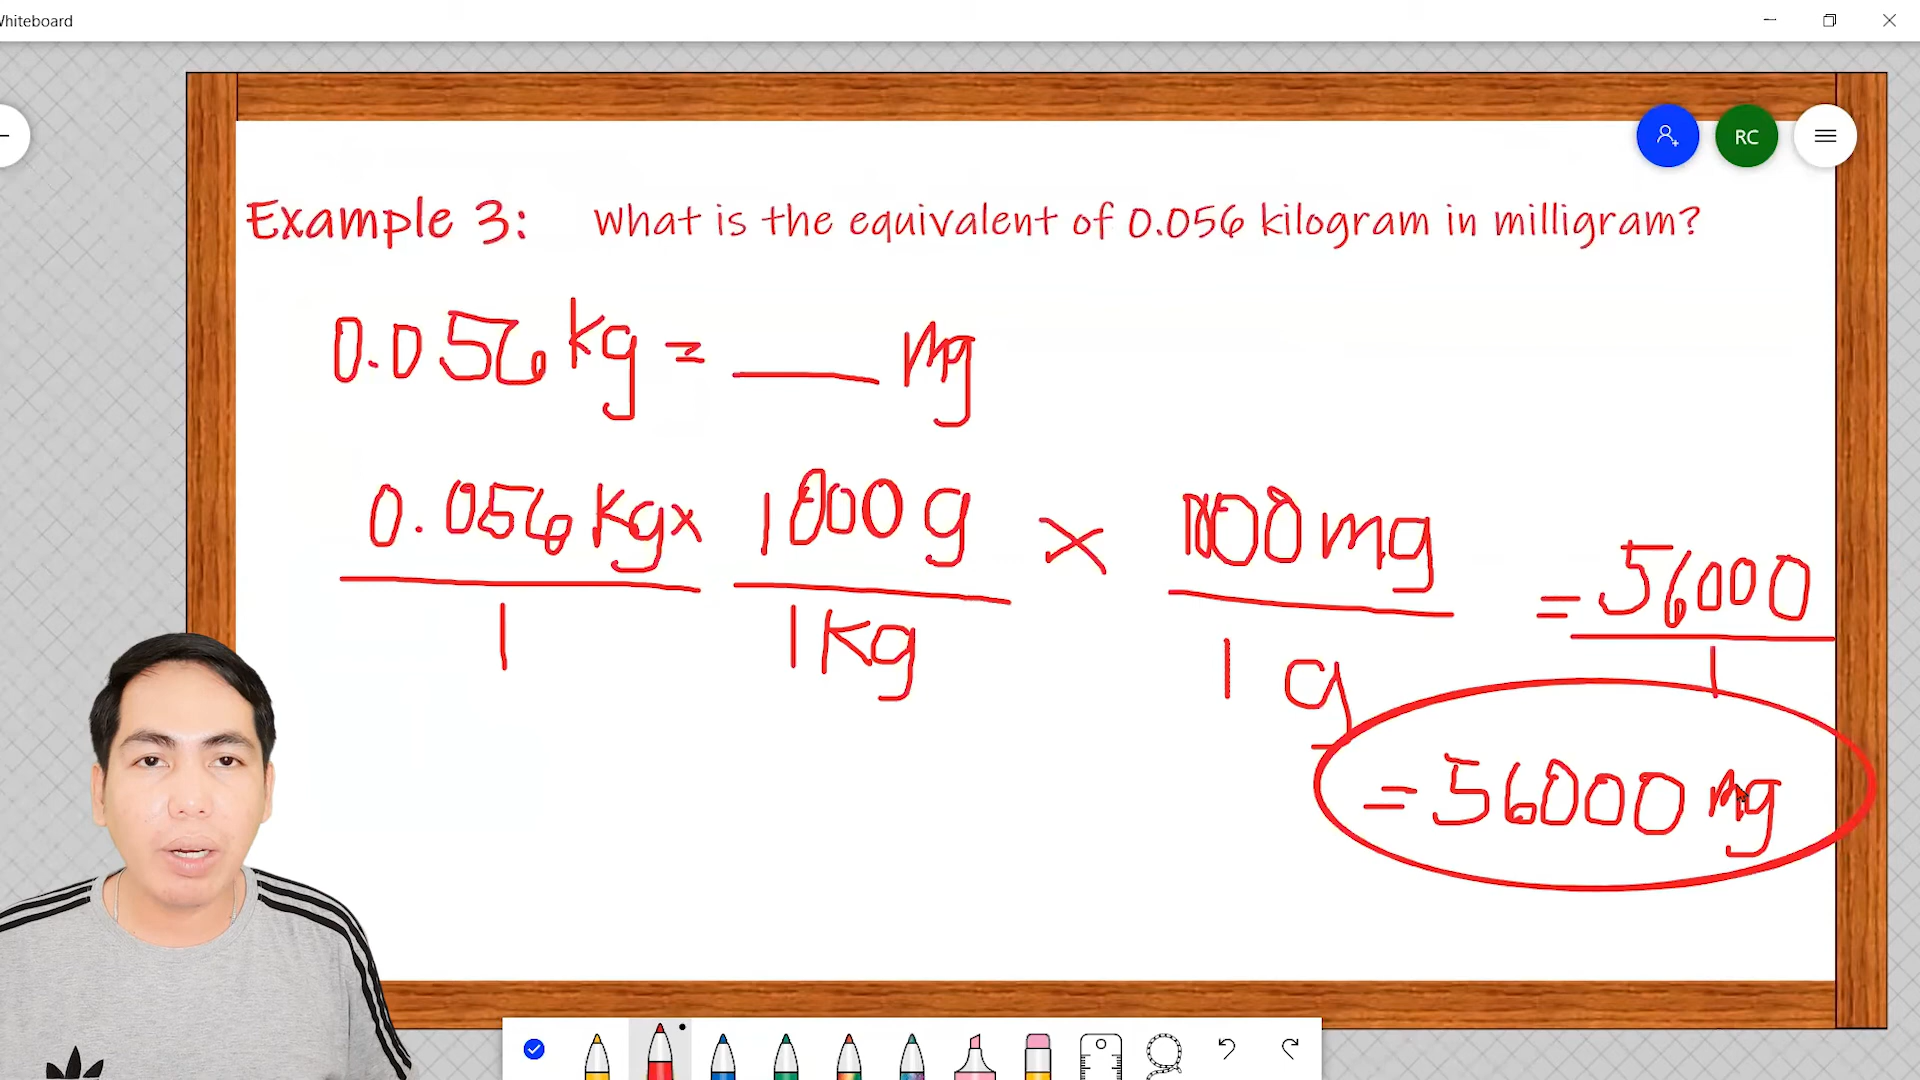 Whiteboard
RC
Example 3: What is the equivalent of 0.056 kilogram in milligram?
0.056 kg = ___ mg
0.056 kg x 1000 g x 1000 mg = 56000
1 1 kg 1 g 1
= 56000 mg